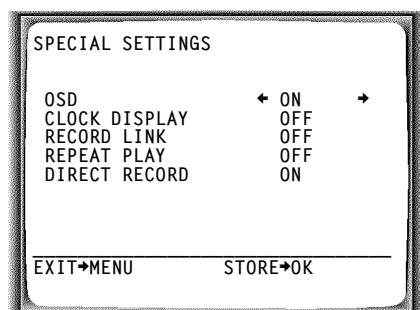 SPECIAL SETTINGS
OSD ← ON →
CLOCK DISPLAY OFF
RECORD LINK OFF
REPEAT PLAY OFF
DIRECT RECORD ON
EXIT→MENU STORE→OK